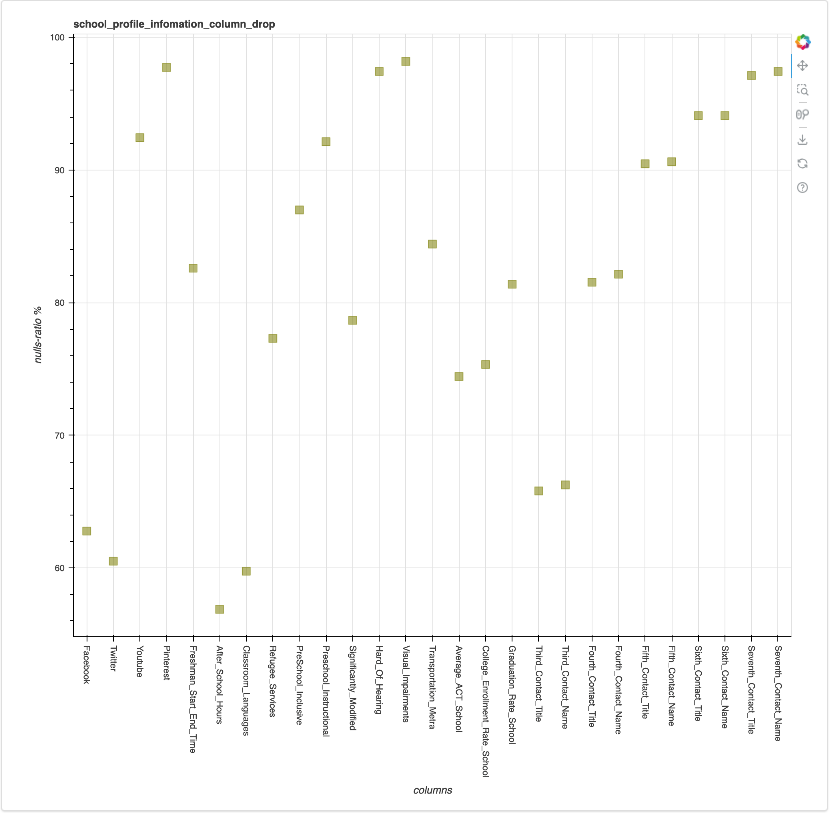 school_profile_infomation_column_drop
100
90
80
70
60
nulls-ratio %
Facebook
Twitter
Youtube
Pinterest
Freshman_Start_End_Time
After_School_Hours
Classroom_Languages
Refugee_Services
PreSchool_Inclusive
Preschool_Instructional
Significantly_Modified
Hard_Of_Hearing
Visual_Impairments
Transportation_Metra
Average_ACT_School
College_Enrollment_Rate_School
Graduation_Rate_School
Third_Contact_Title
Third_Contact_Name
Fourth_Contact_Title
Fourth_Contact_Name
Fifth_Contact_Title
Fifth_Contact_Name
Sixth_Contact_Title
Sixth_Contact_Name
Seventh_Contact_Title
Seventh_Contact_Name
columns